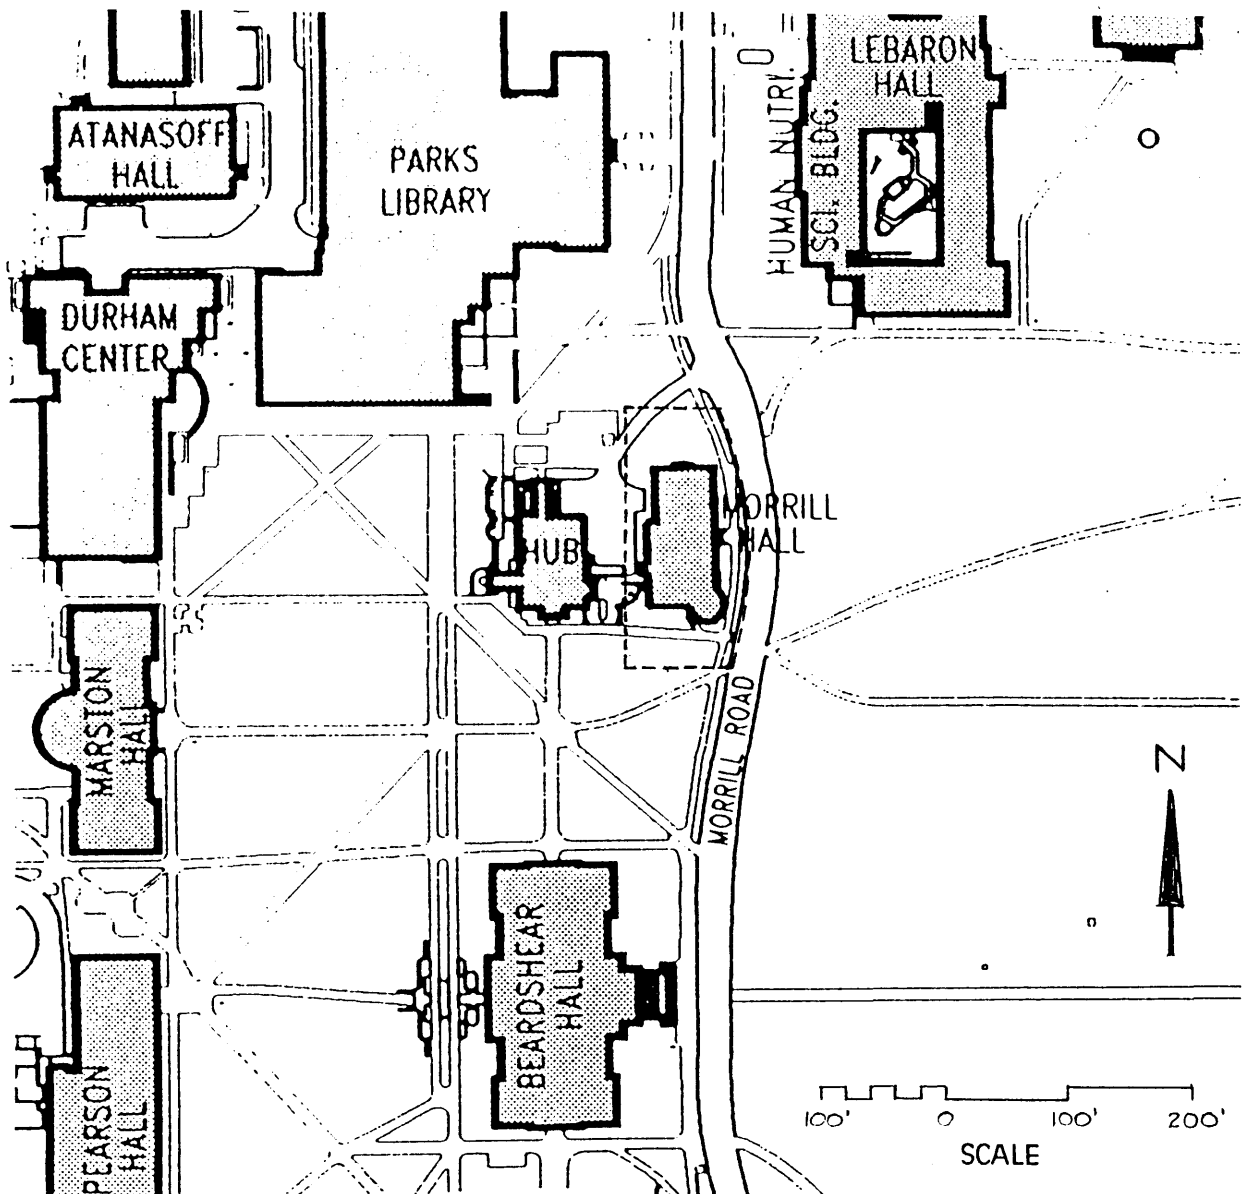 LEBARON
HALL
HUMAN NUTRI.
SCI. BLDG.
ATANASOFF
HALL
PARKS
LIBRARY
DURHAM
CENTER
MORRILL
HALL
HUB
MARSTON
HALL
MORRILL ROAD
N
BEARDSHEAR
HALL
PEARSON
HALL
100' 0 100' 200'
SCALE